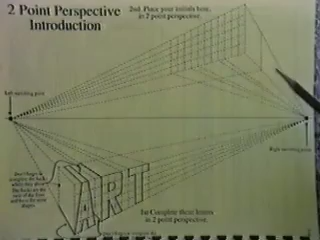 2 Point Perspective
Introduction
2nd. Place your initials here,
in 2 point perspective.
Left vanishing point
Right vanishing point
ART
1st Complete these letters
in 2 point perspective.